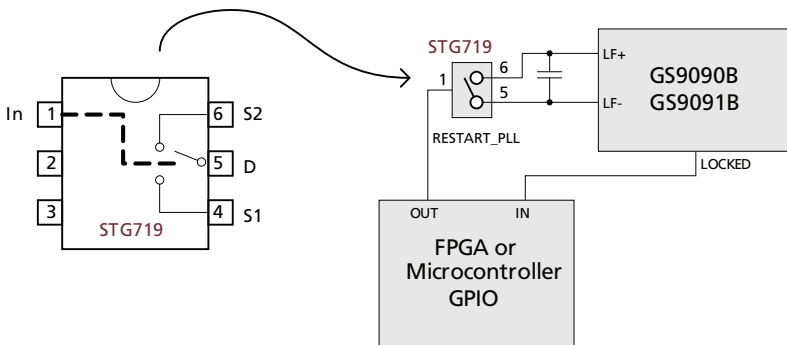 In
1
2
3
6
5
4
S2
D
S1
STG719
STG719
1
6
5
RESTART_PLL
LF+
LF-
GS9090B
GS9091B
LOCKED
OUT
IN
FPGA or
Microcontroller
GPIO